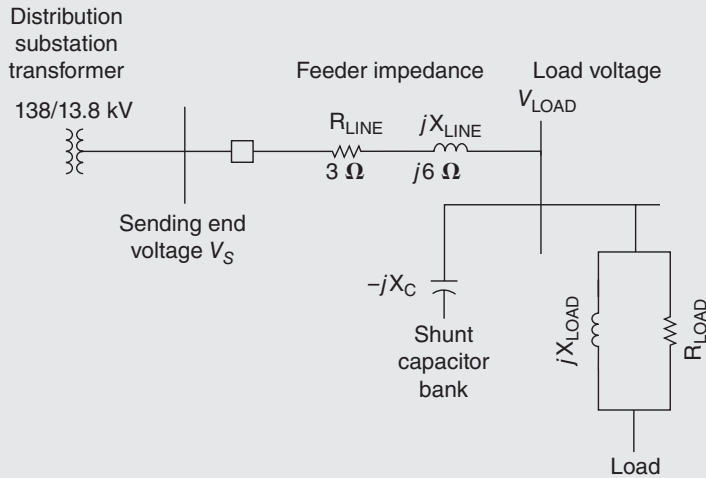 Distribution
substation
transformer
138/13.8 kV
Feeder impedance
Load voltage
V_LOAD
R_LINE
jX_LINE
3 Ω
j6 Ω
Sending end
voltage V_S
–jX_C
Shunt
capacitor
bank
jX_LOAD
R_LOAD
Load